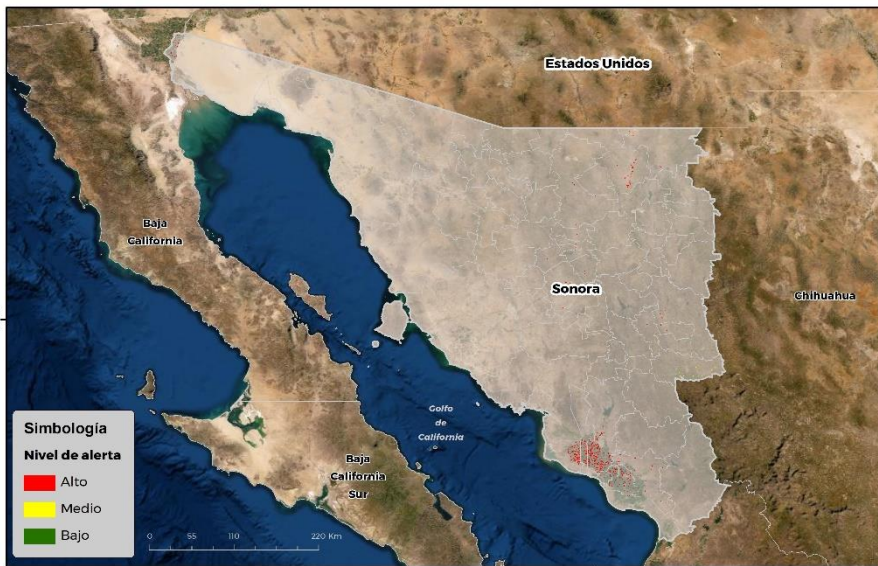 Estados Unidos
Baja
California
Sonora
Chihuahua
Golfo
de
California
Baja
California
Sur
Simbología
Nivel de alerta
Alto
Medio
Bajo
0 55 110 220 Km